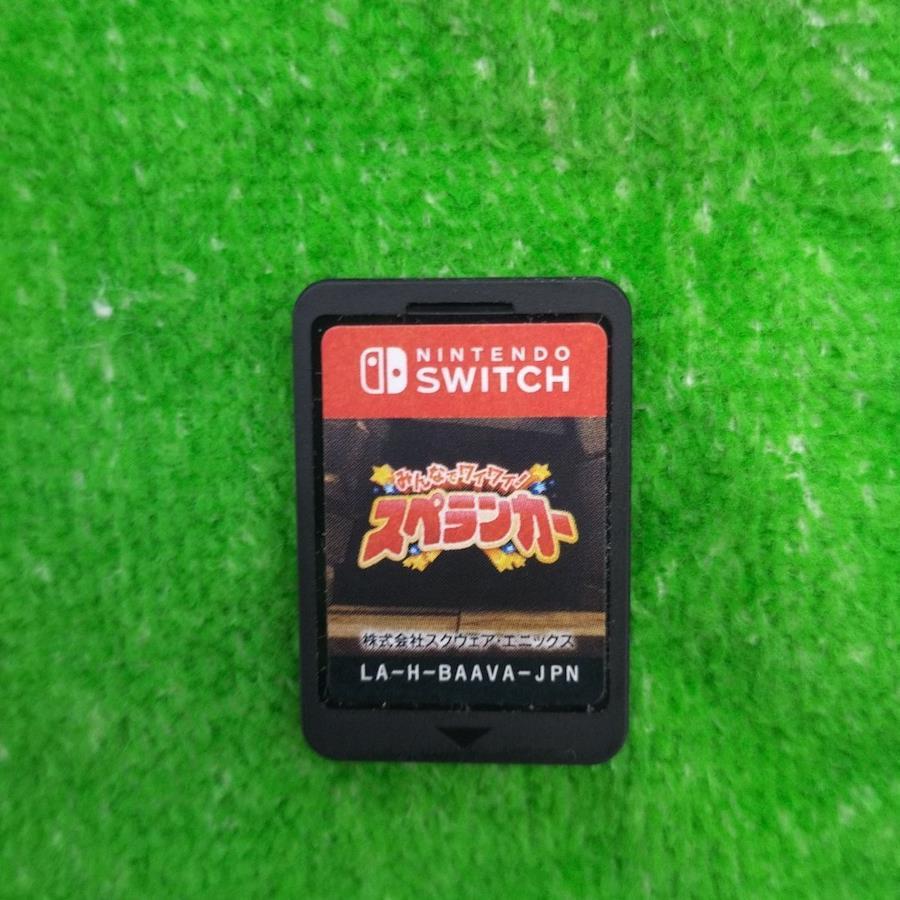 NINTENDO
SWITCH
みんなでワイワイ!
スペランカー
株式会社スクウェア・エニックス
LA-H-BAAVA-JPN